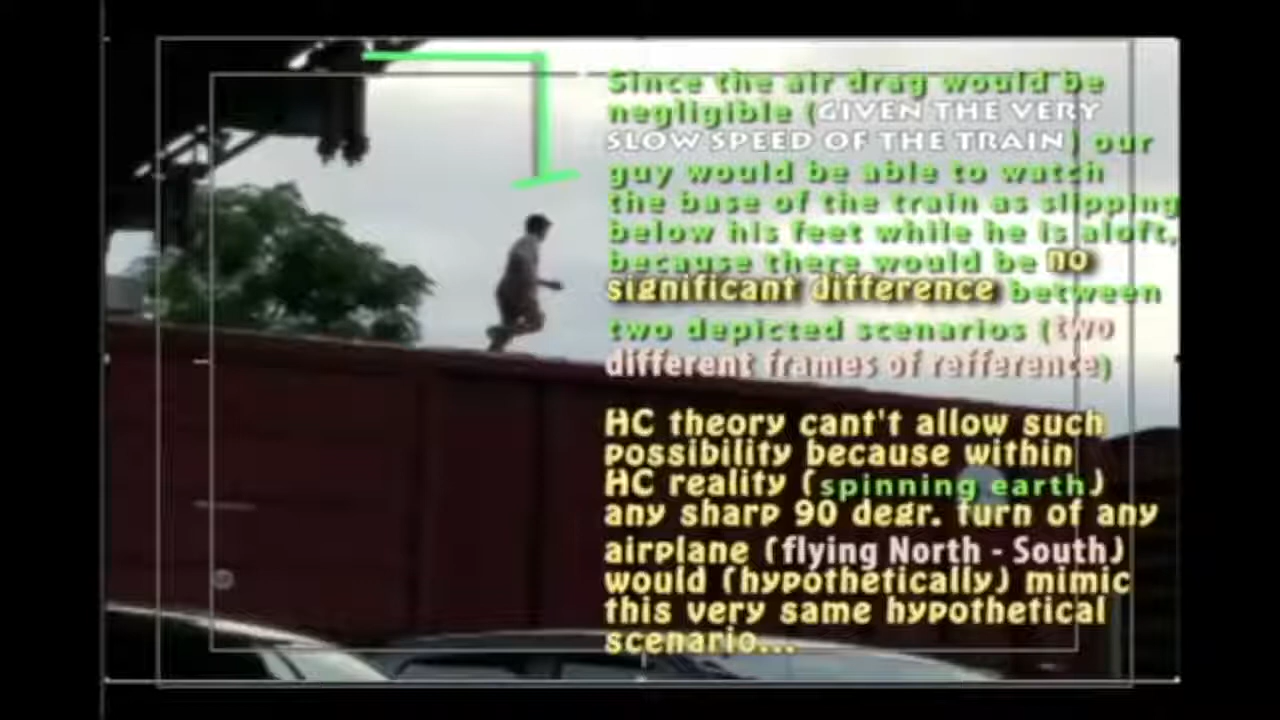 Since the air drag would be
negligible (GIVEN THE VERY
SLOW SPEED OF THE TRAIN) our
guy would be able to watch
the base of the train as slipping
below his feet while he is aloft,
because there would be no
significant difference between
two depicted scenarios (two
different frames of refference)
HC theory cant't allow such
possibility because within
HC reality (spinning earth)
any sharp 90 degr. turn of any
airplane (flying North - South)
would (hypothetically) mimic
this very same hypothetical
scenario...